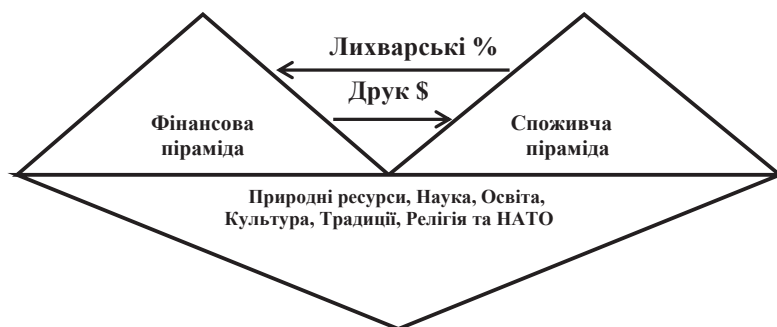 Лихварські %
Друк $
Фінансова
піраміда
Споживча
піраміда
Природні ресурси, Наука, Освіта,
Культура, Традиції, Релігія та НАТО